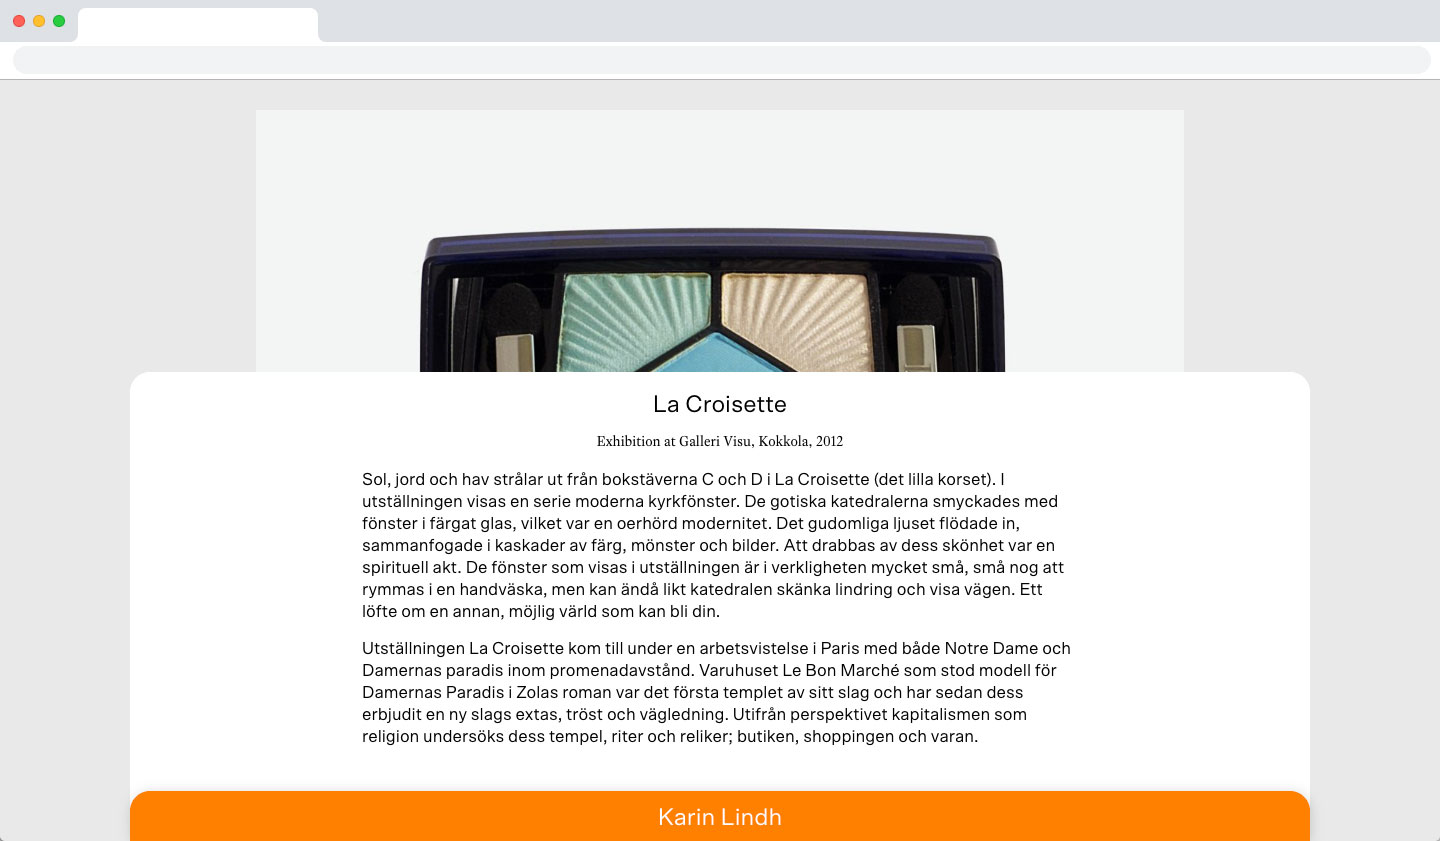 La Croisette
Exhibition at Galleri Visu, Kokkola, 2012
Sol, jord och hav strålar ut från bokstäverna C och D i La Croisette (det lilla korset). I
utställningen visas en serie moderna kyrkfönster. De gotiska katedralerna smyckades med
fönster i färgat glas, vilket var en oerhörd modernitet. Det gudomliga ljuset flödade in,
sammanfogade i kaskader av färg, mönster och bilder. Att drabbas av dess skönhet var en
spirituell akt. De fönster som visas i utställningen är i verkligheten mycket små, små nog att
rymmas i en handväska, men kan ändå likt katedralen skänka lindring och visa vägen. Ett
löfte om en annan, möjlig värld som kan bli din.
Utställningen La Croisette kom till under en arbetsvistelse i Paris med både Notre Dame och
Damernas paradis inom promenadavstånd. Varuhuset Le Bon Marché som stod modell för
Damernas Paradis i Zolas roman var det första templet av sitt slag och har sedan dess
erbjudit en ny slags extas, tröst och vägledning. Utifrån perspektivet kapitalismen som
religion undersöks dess tempel, riter och reliker; butiken, shoppingen och varan.
Karin Lindh